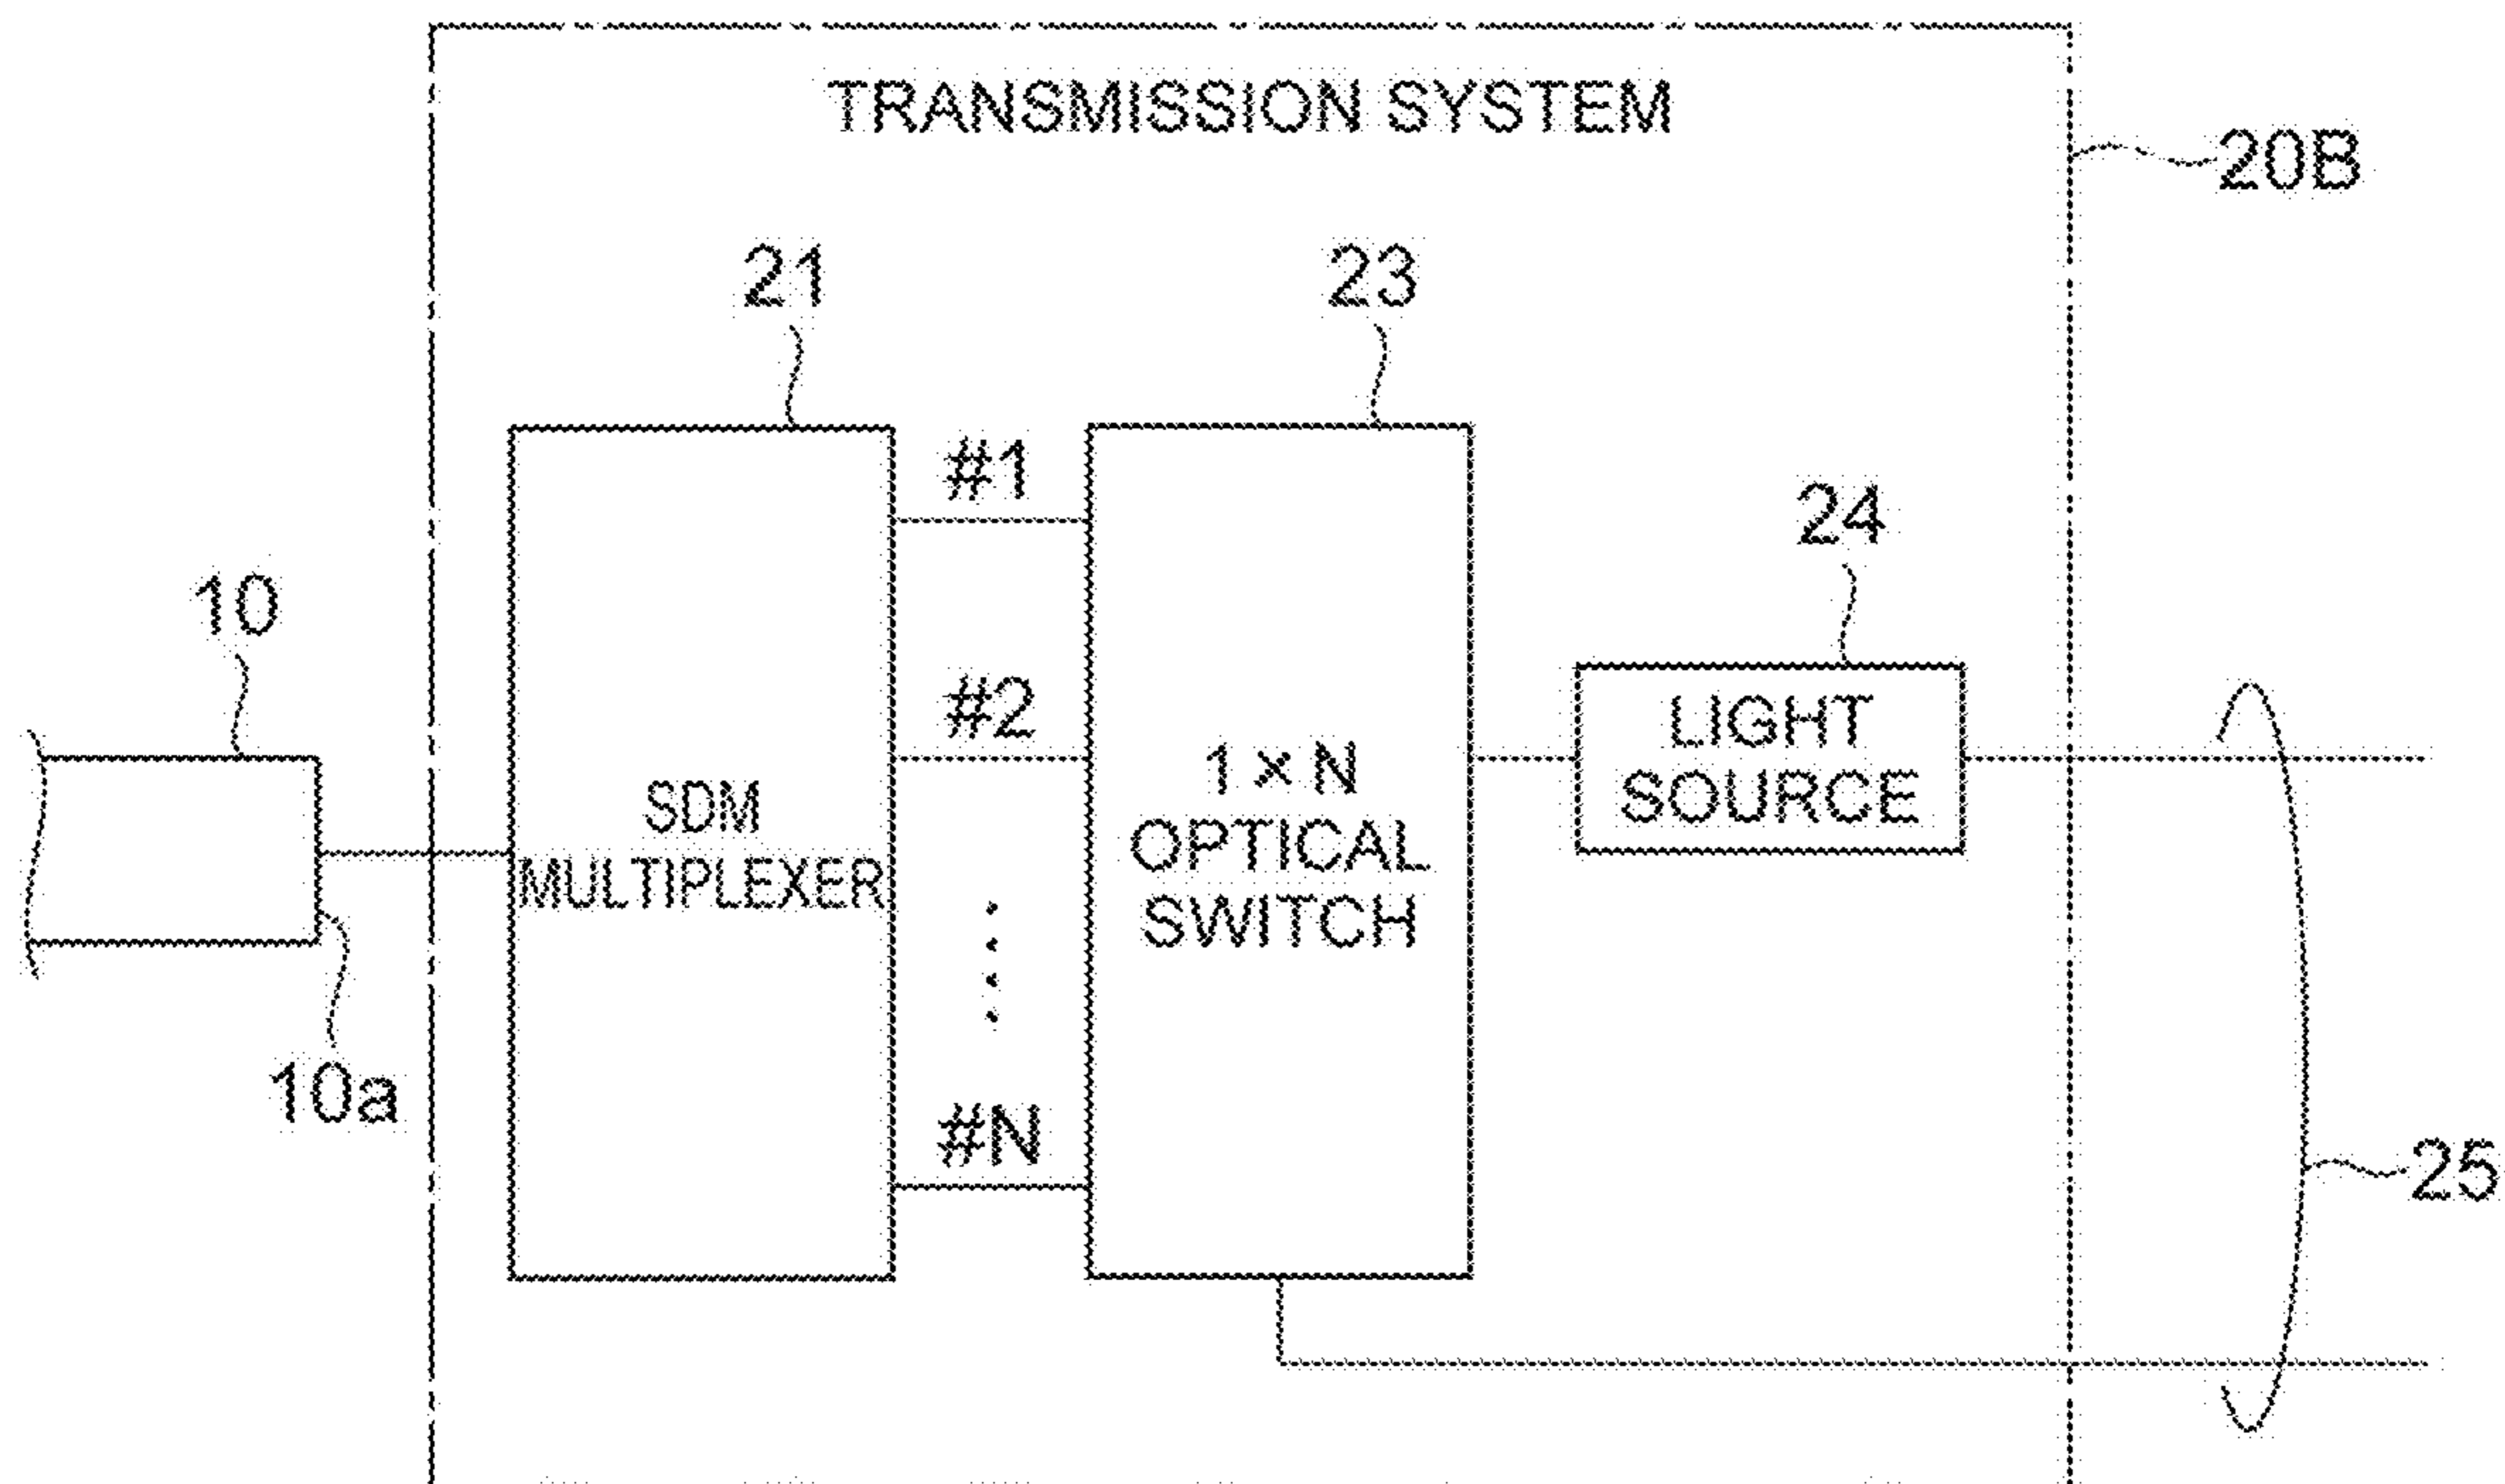 TRANSMISSION SYSTEM
20B
21
23
#1
24
10
#2
LIGHT
SOURCE
1 × N
OPTICAL
SWITCH
SDM
MULTIPLEXER
10a
#N
25